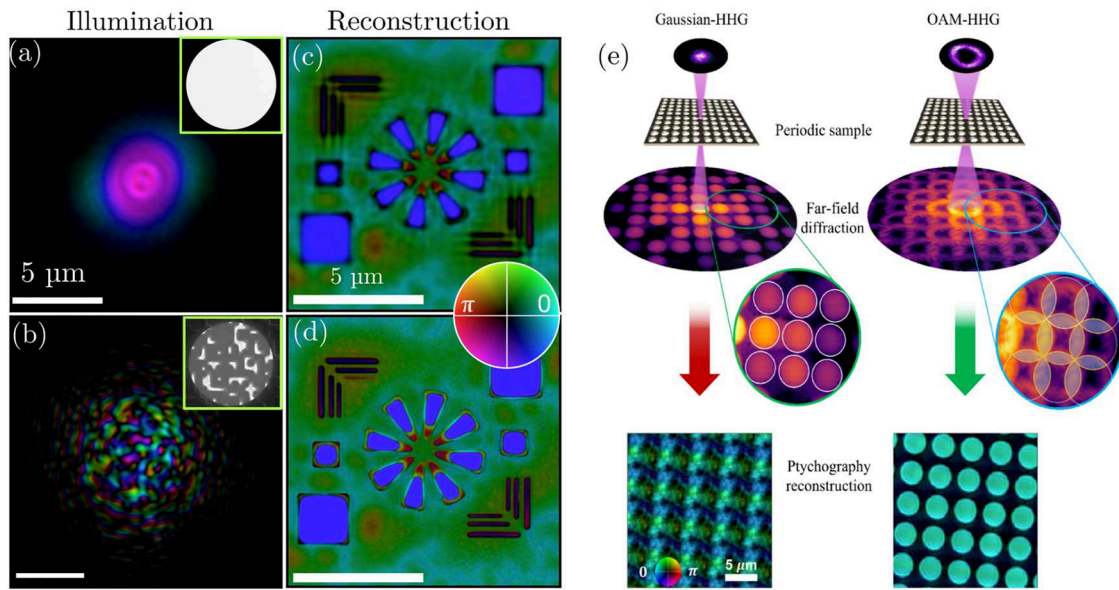 Illumination
Reconstruction
(a)
5 µm
(b)
(c)
5 µm
π 0
(d)
(e)
Gaussian-HHG
OAM-HHG
Periodic sample
Far-field
diffraction
Ptychography
reconstruction
0 π
5 µm